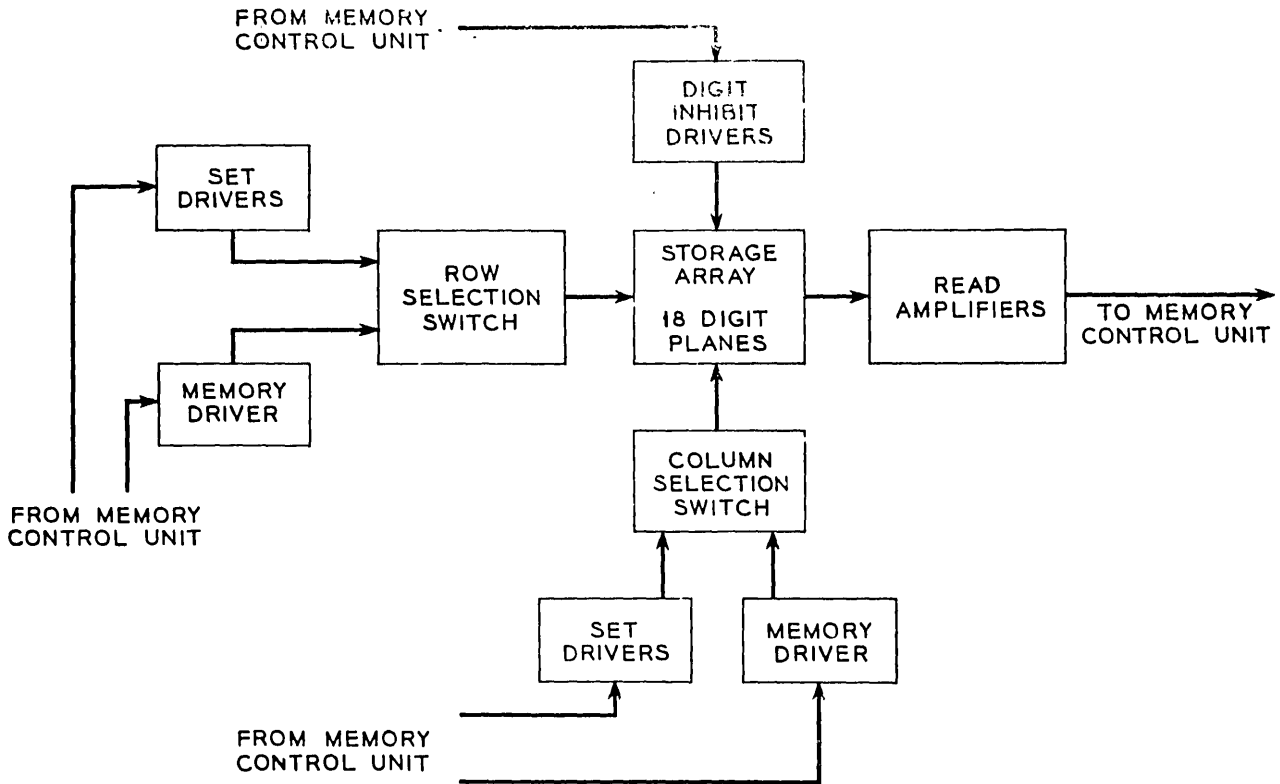 FROM MEMORY
CONTROL UNIT
DIGIT
INHIBIT
DRIVERS
SET
DRIVERS
ROW
SELECTION
SWITCH
STORAGE
ARRAY
18 DIGIT
PLANES
READ
AMPLIFIERS
TO MEMORY
CONTROL UNIT
MEMORY
DRIVER
FROM MEMORY
CONTROL UNIT
COLUMN
SELECTION
SWITCH
SET
DRIVERS
MEMORY
DRIVER
FROM MEMORY
CONTROL UNIT